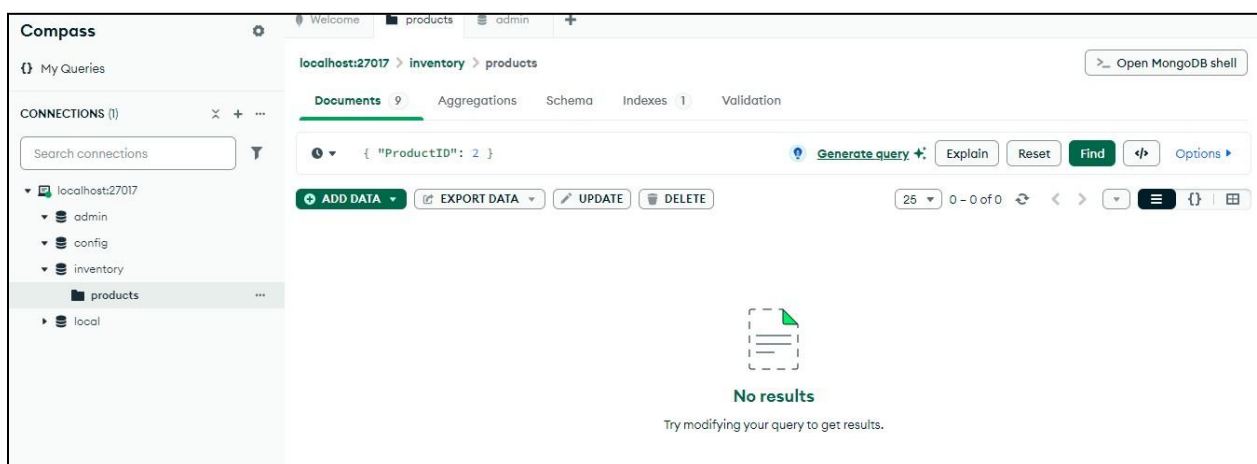 Compass
{} My Queries
CONNECTIONS (1)
Search connections
localhost:27017
admin
config
inventory
products
local
Welcome
products
admin
localhost:27017 > inventory > products
>_ Open MongoDB shell
Documents 9 Aggregations Schema Indexes 1 Validation
{ "ProductID": 2 }
Generate query Explain Reset Find </> Options
ADD DATA EXPORT DATA UPDATE DELETE
25 0 – 0 of 0 {}
No results
Try modifying your query to get results.